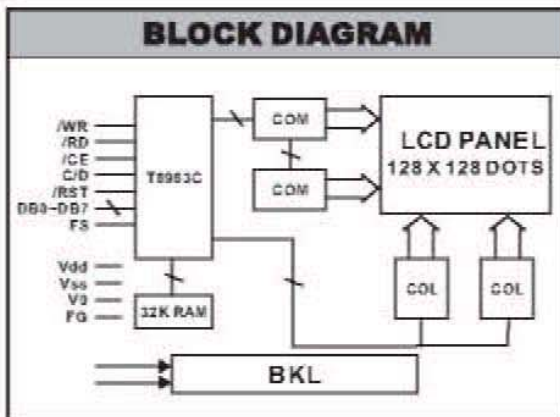 BLOCK DIAGRAM
/WR
/RD
/CE
C/D
/RST
DB0~DB7
FS
Vdd
Vss
V0
FG
T6963C
32K RAM
COM
COM
LCD PANEL
128 X 128 DOTS
COL
COL
BKL